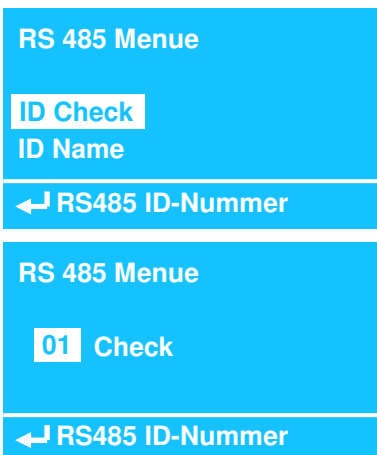 RS 485 Menue
ID Check
ID Name
RS485 ID-Nummer
RS 485 Menue
01 Check
RS485 ID-Nummer